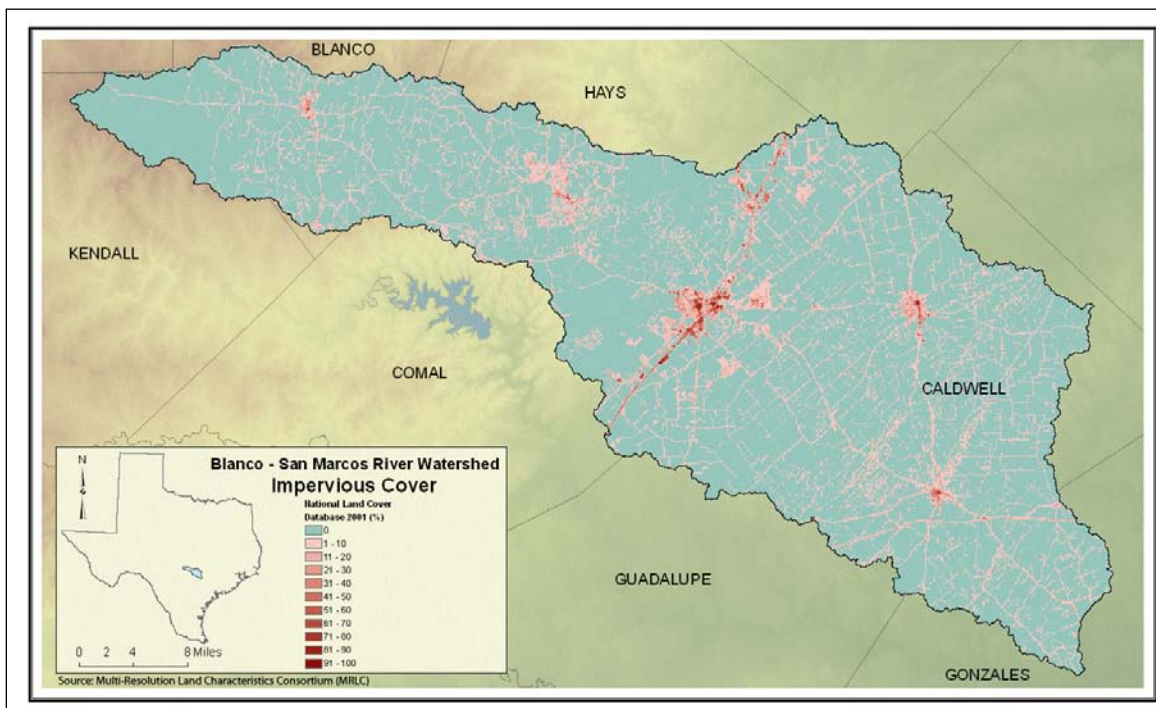 BLANCO
HAYS
KENDALL
COMAL
CALDWELL
GUADALUPE
GONZALES
Blanco - San Marcos River Watershed
Impervious Cover
N
National Land Cover
Database 2001 (%)
0
1 - 10
11 - 20
21 - 30
31 - 40
41 - 50
51 - 60
61 - 70
71 - 80
81 - 90
91 - 100
0 2 4 8 Miles
Source: Multi-Resolution Land Characteristics Consortium (MRLC)